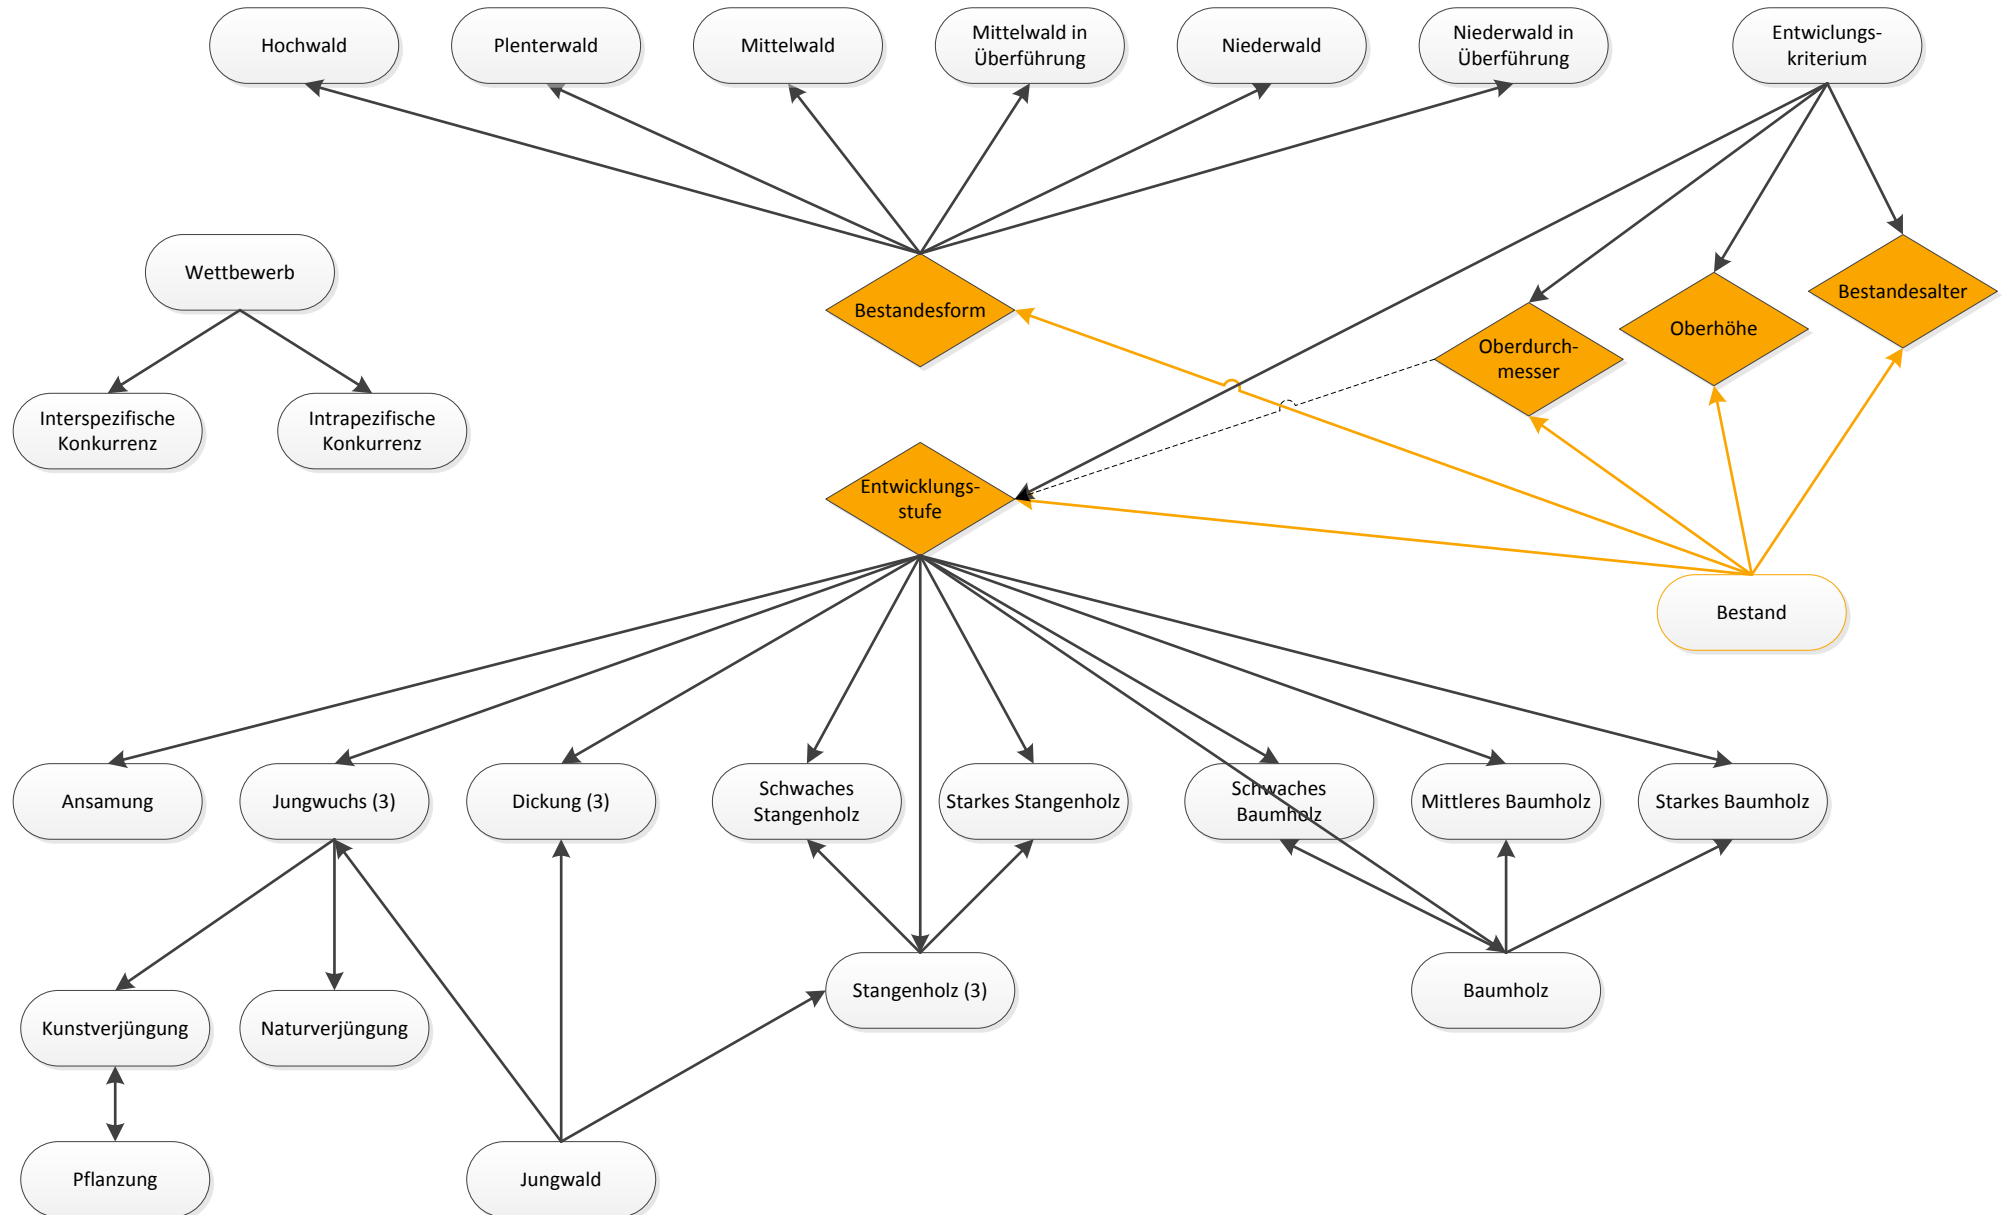 Hochwald
Plenterwald
Mittelwald
Mittelwald in
Überführung
Niederwald
Niederwald in
Überführung
Entwiclungs-
kriterium
Wettbewerb
Interspezifische
Konkurrenz
Intrapezifische
Konkurrenz
Bestandesform
Bestandesalter
Oberhöhe
Oberdurch-
messer
Entwicklungs-
stufe
Bestand
Ansamung
Jungwuchs (3)
Dickung (3)
Schwaches
Stangenholz
Starkes Stangenholz
Schwaches
Baumholz
Mittleres Baumholz
Starkes Baumholz
Kunstverjüngung
Naturverjüngung
Stangenholz (3)
Baumholz
Pflanzung
Jungwald